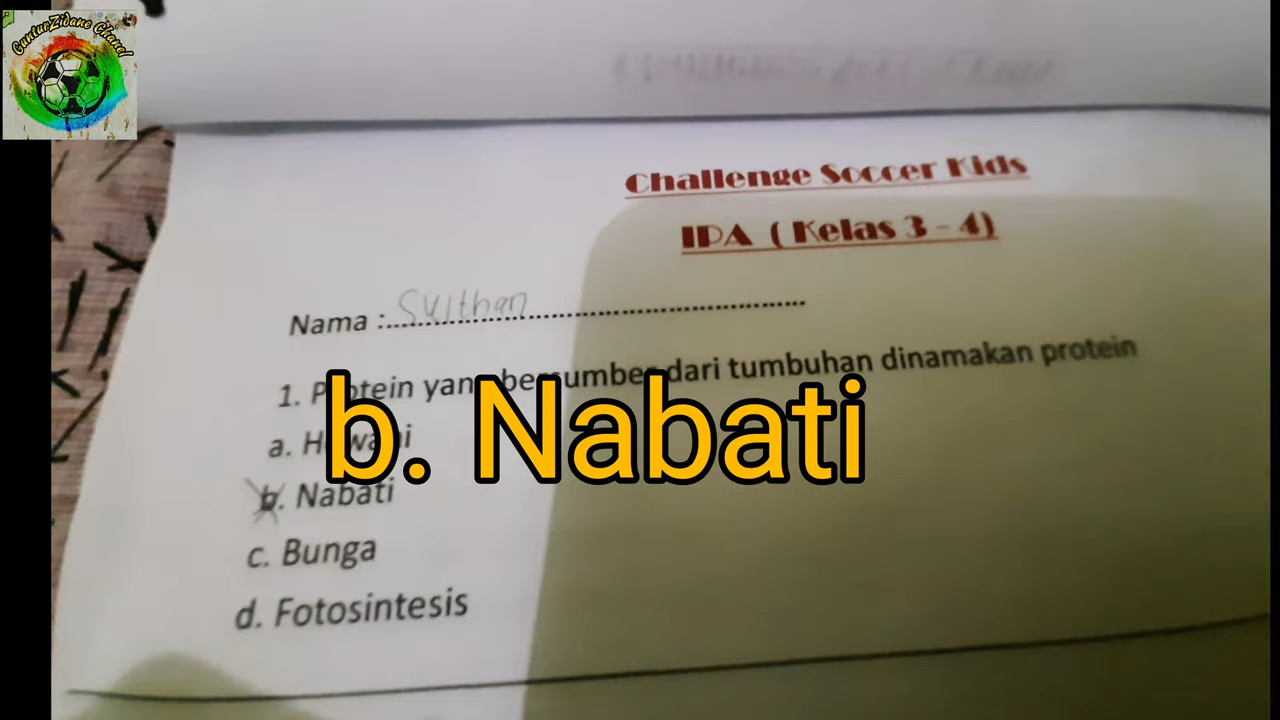 GunturZidane Chanel
Challenge Soccer Kids
IPA ( Kelas 3 - 4)
Nama :.....Sulthan.....
1. Protein yang bersumber dari tumbuhan dinamakan protein
a. Hewani
b. Nabati
b. Nabati
c. Bunga
d. Fotosintesis